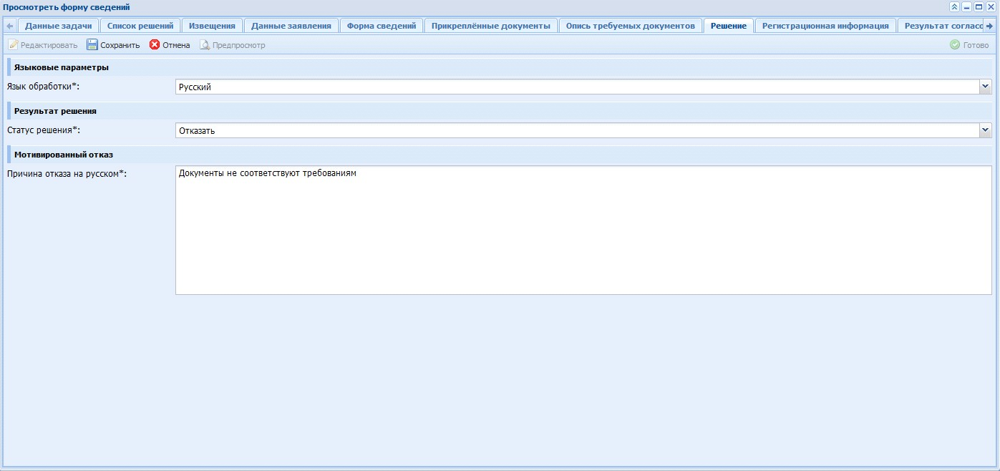 Просмотреть форму сведений
Данные задачи Список решений Извещения Данные заявления Форма сведений Прикреплённые документы Опись требуемых документов Решение Регистрационная информация Результат согласо
Редактировать Сохранить Отмена Предпросмотр Готово
Языковые параметры
Язык обработки*: Русский
Результат решения
Статус решения*: Отказать
Мотивированный отказ
Причина отказа на русском*: Документы не соответствуют требованиям